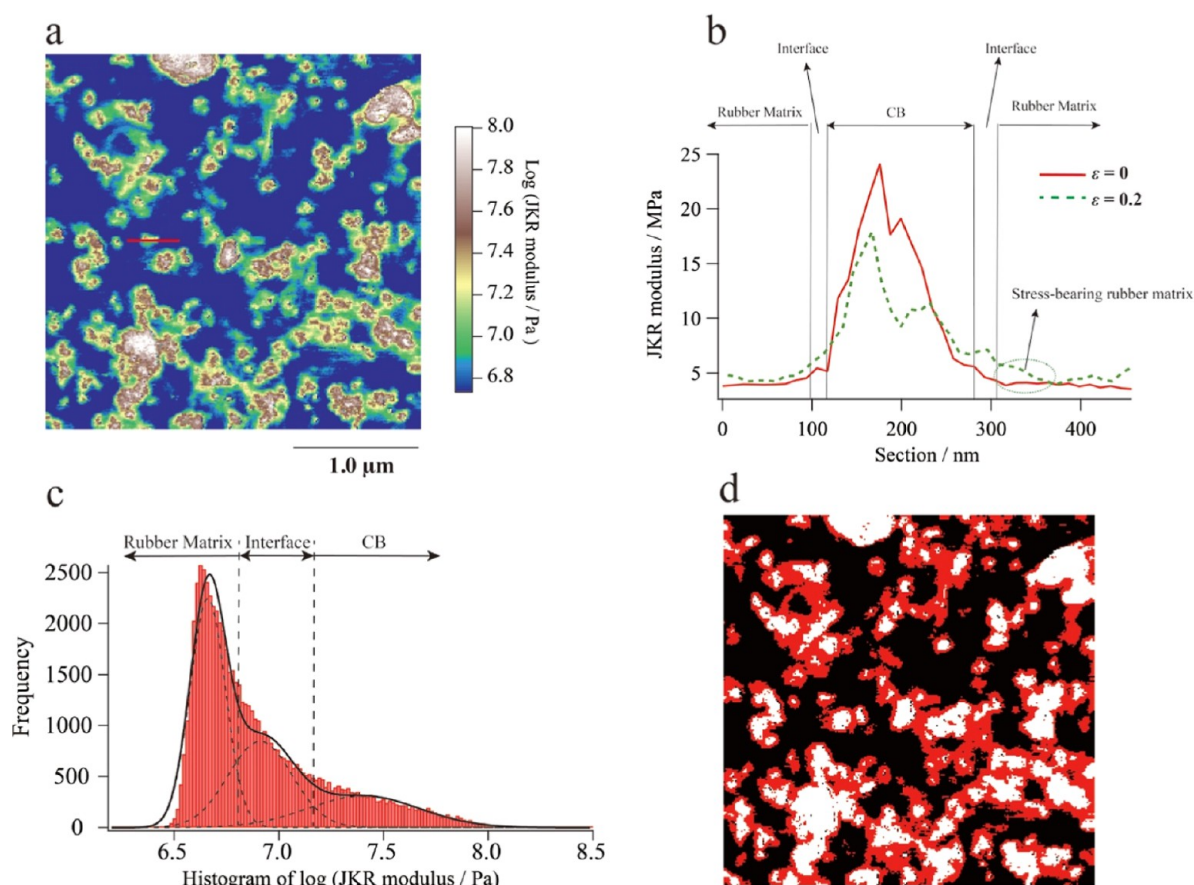 a
8.0
7.8
7.6
7.4
7.2
7.0
6.8
Log (JKR modulus / Pa)
1.0 μm
b
Interface
Interface
Rubber Matrix
CB
Rubber Matrix
25
20
15
10
5
JKR modulus / MPa
ε = 0
ε = 0.2
Stress-bearing rubber matrix
0 100 200 300 400
Section / nm
c
Rubber Matrix Interface CB
2500
2000
1500
1000
500
0
Frequency
6.5 7.0 7.5 8.0 8.5
Histogram of log (JKR modulus / Pa)
d